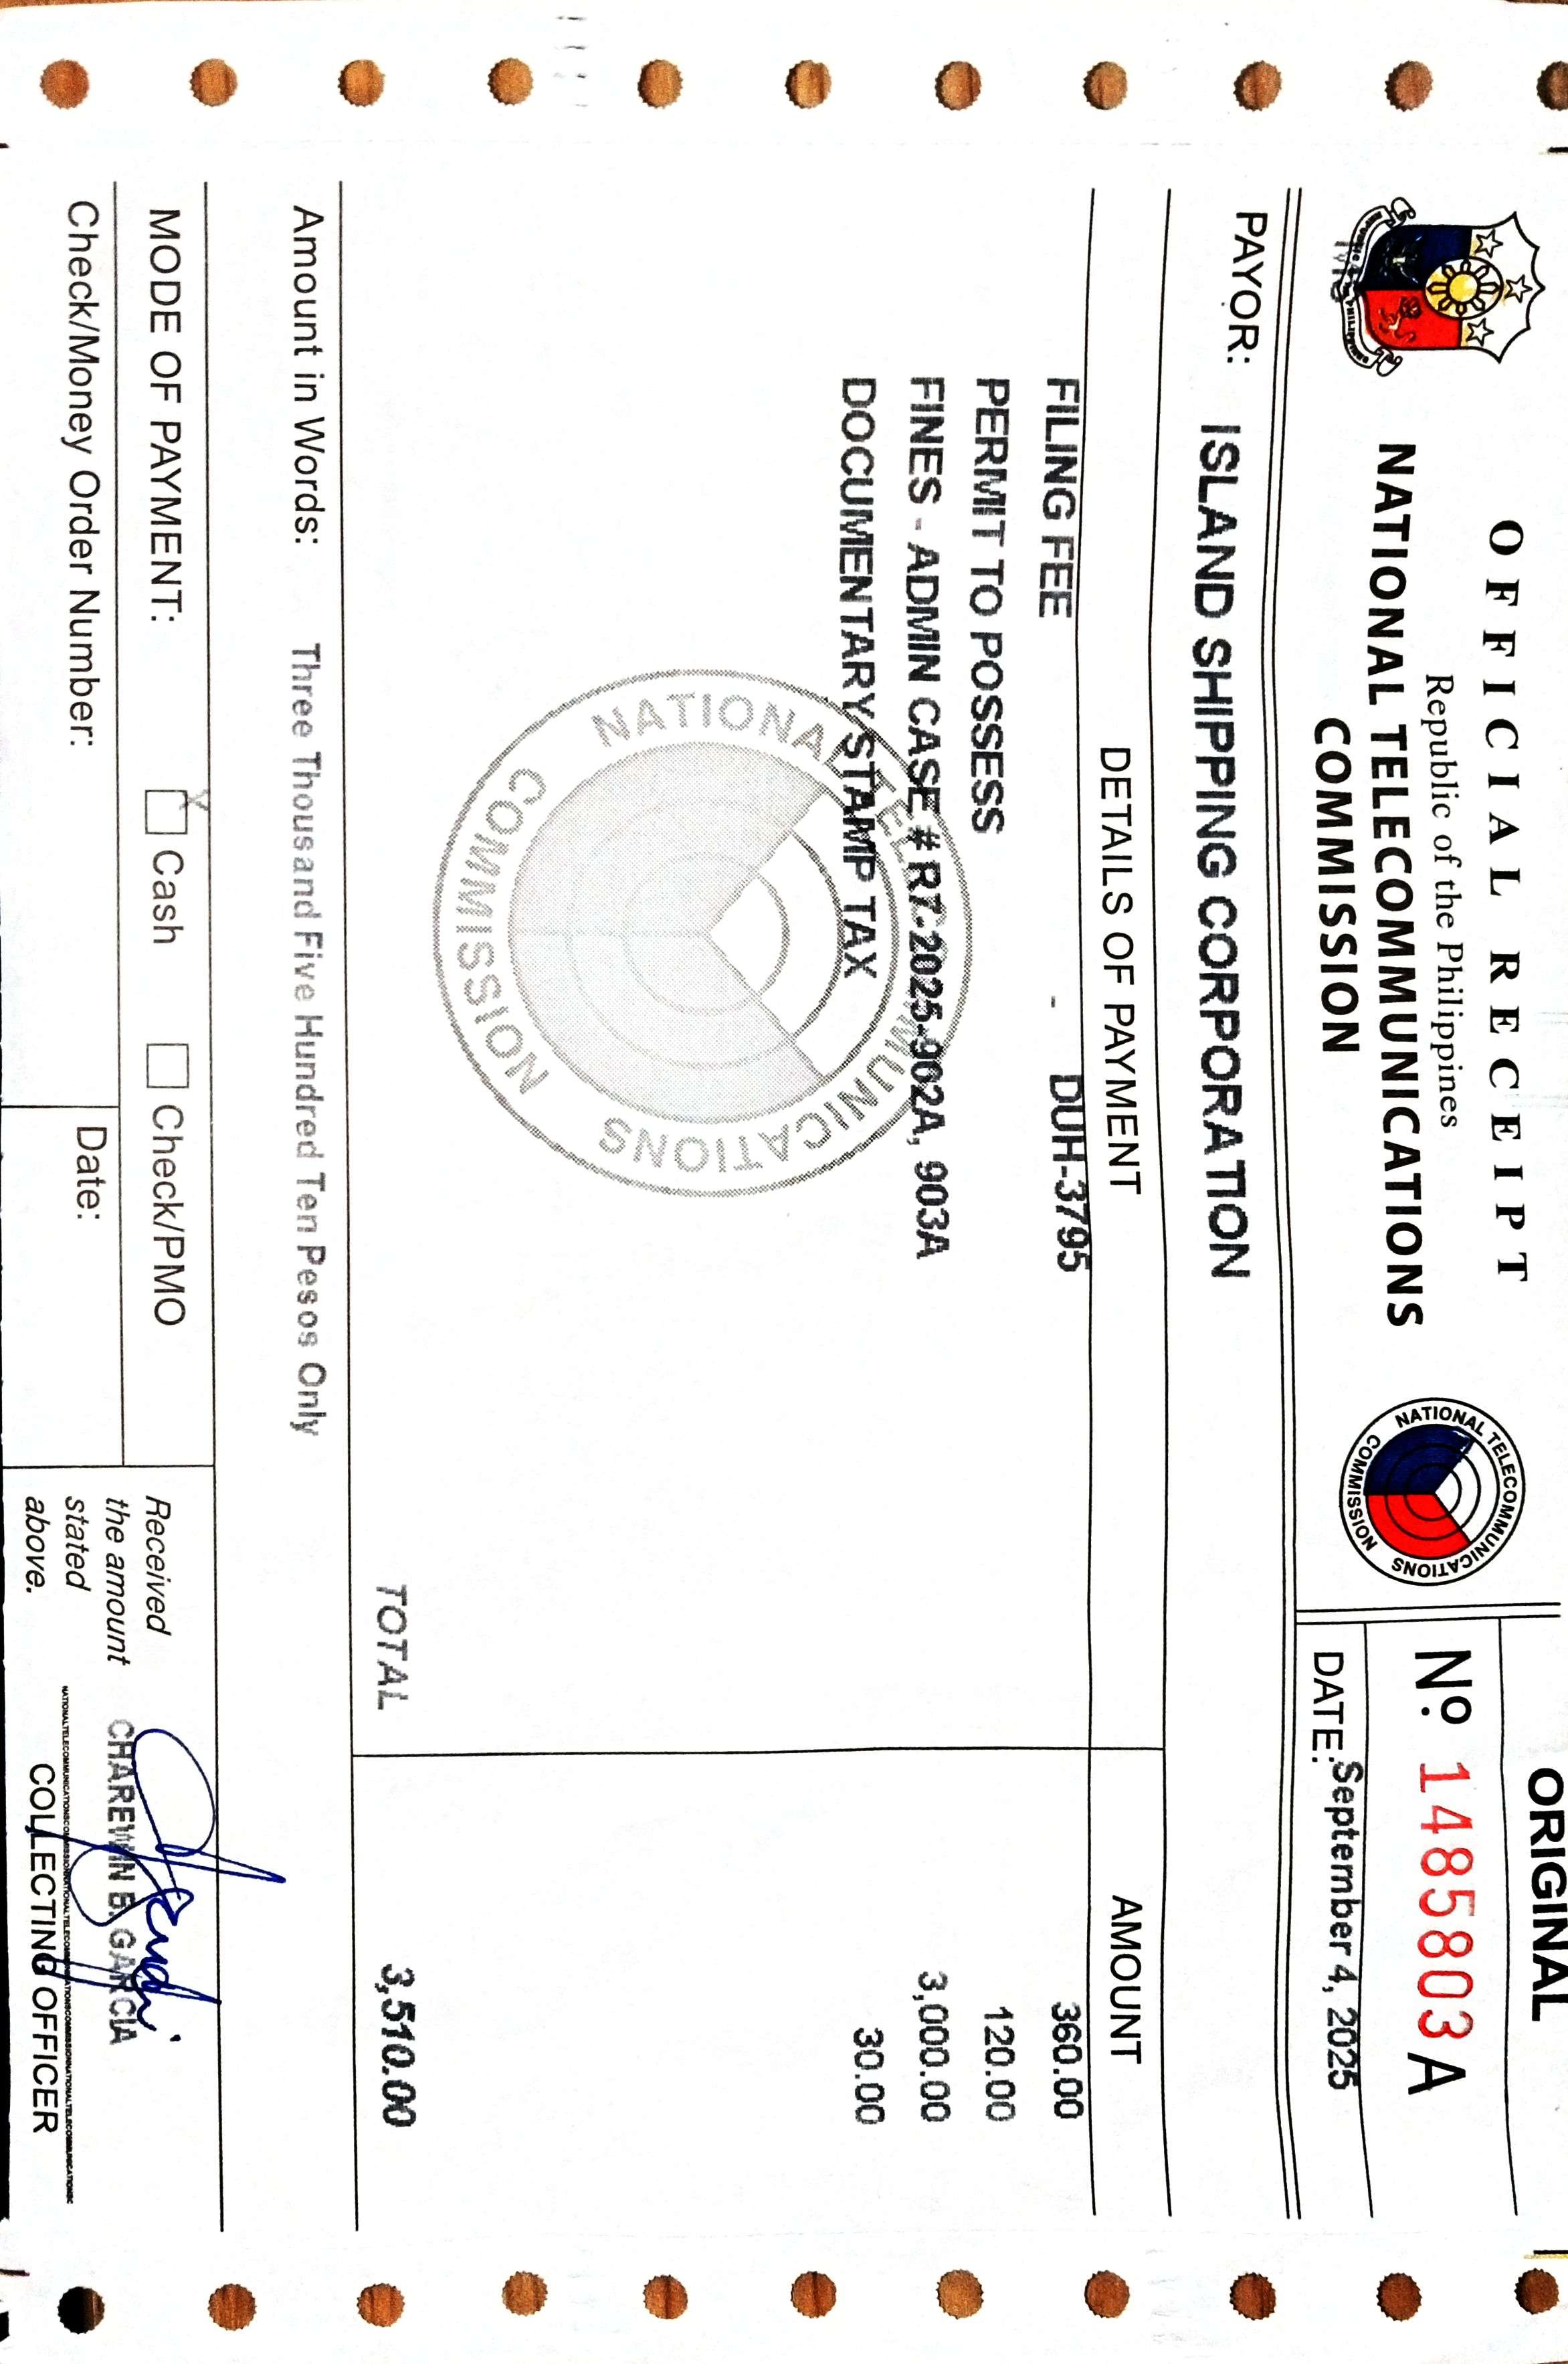 ORIGINAL
OFFICIAL RECEIPT
Republic of the Philippines
NATIONAL TELECOMMUNICATIONS
COMMISSION
NATIONAL TELECOMMUNICATIONS COMMISSION
Nº 1485803 A
DATE: September 4, 2025
PAYOR: ISLAND SHIPPING CORPORATION
DETAILS OF PAYMENT AMOUNT
FILING FEE - DUH-3795 360.00
PERMIT TO POSSESS 120.00
FINES - ADMIN CASE # R7-2025-902A, 903A 3,000.00
DOCUMENTARY STAMP TAX 30.00
NATIONAL TELECOMMUNICATIONS COMMISSION
TOTAL 3,510.00
Amount in Words: Three Thousand Five Hundred Ten Pesos Only
MODE OF PAYMENT: X Cash Check/PMO
Check/Money Order Number: Date:
Received
the amount
stated
above.
CHAREWIN B. GARCIA
COLLECTING OFFICER